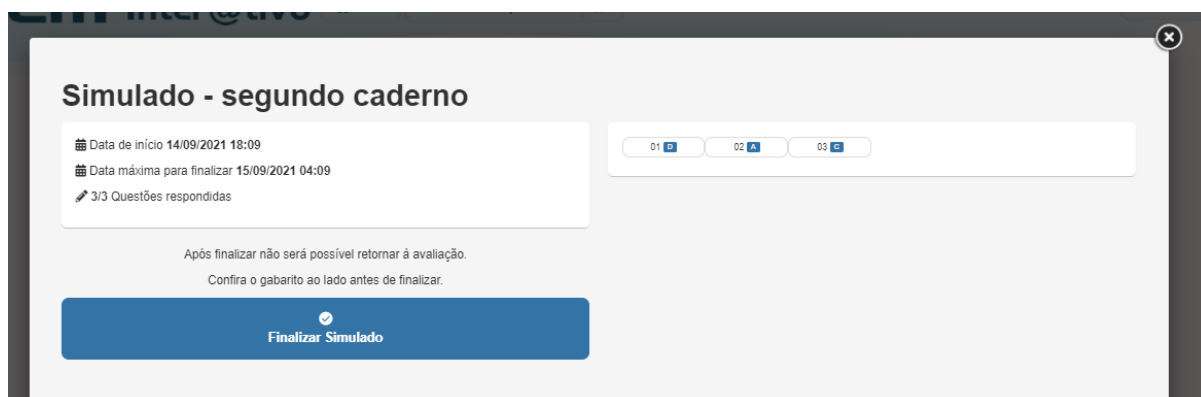 Simulado - segundo caderno
Data de início 14/09/2021 18:09
Data máxima para finalizar 15/09/2021 04:09
3/3 Questões respondidas
01 D 02 A 03 C
Após finalizar não será possível retornar à avaliação.
Confira o gabarito ao lado antes de finalizar.
Finalizar Simulado